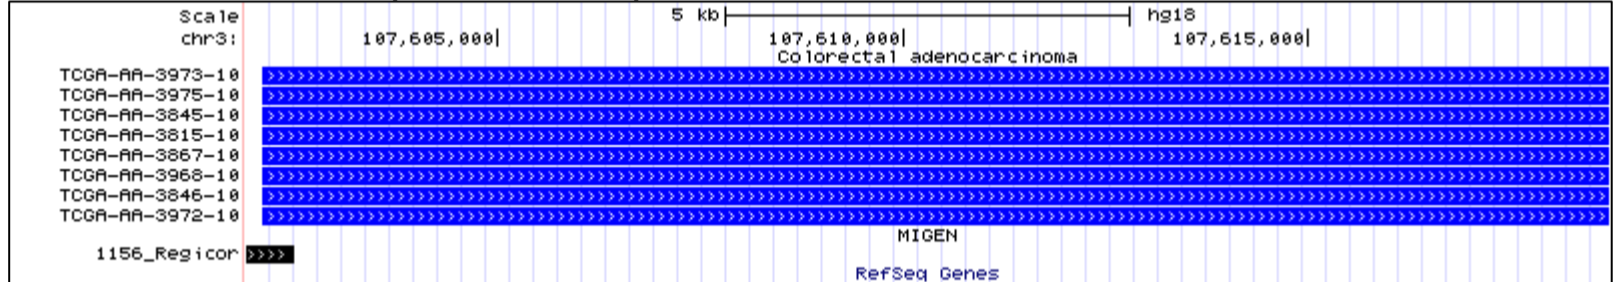 Scale 5 kb hg18
chr3: 107,605,000| 107,610,000| 107,615,000|
Colorectal adenocarcinoma
TCGA-AA-3973-10
TCGA-AA-3975-10
TCGA-AA-3845-10
TCGA-AA-3815-10
TCGA-AA-3867-10
TCGA-AA-3968-10
TCGA-AA-3846-10
TCGA-AA-3972-10
MIGEN
1156_Regicor
RefSeq Genes